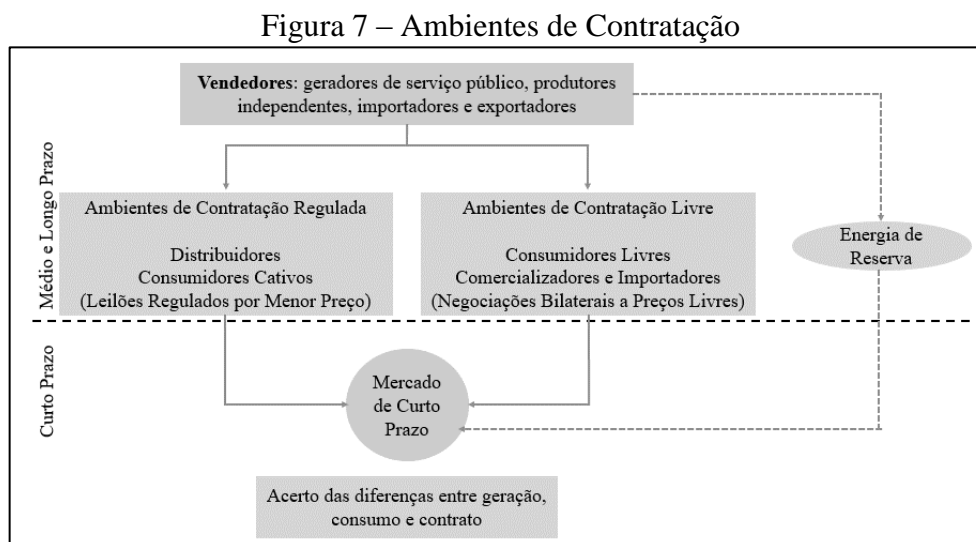 Figura 7 – Ambientes de Contratação
Vendedores: geradores de serviço público, produtores
independentes, importadores e exportadores
Médio e Longo Prazo
Ambientes de Contratação Regulada
Distribuidores
Consumidores Cativos
(Leilões Regulados por Menor Preço)
Ambientes de Contratação Livre
Consumidores Livres
Comercializadores e Importadores
(Negociações Bilaterais a Preços Livres)
Energia de
Reserva
Curto Prazo
Mercado
de Curto
Prazo
Acerto das diferenças entre geração,
consumo e contrato